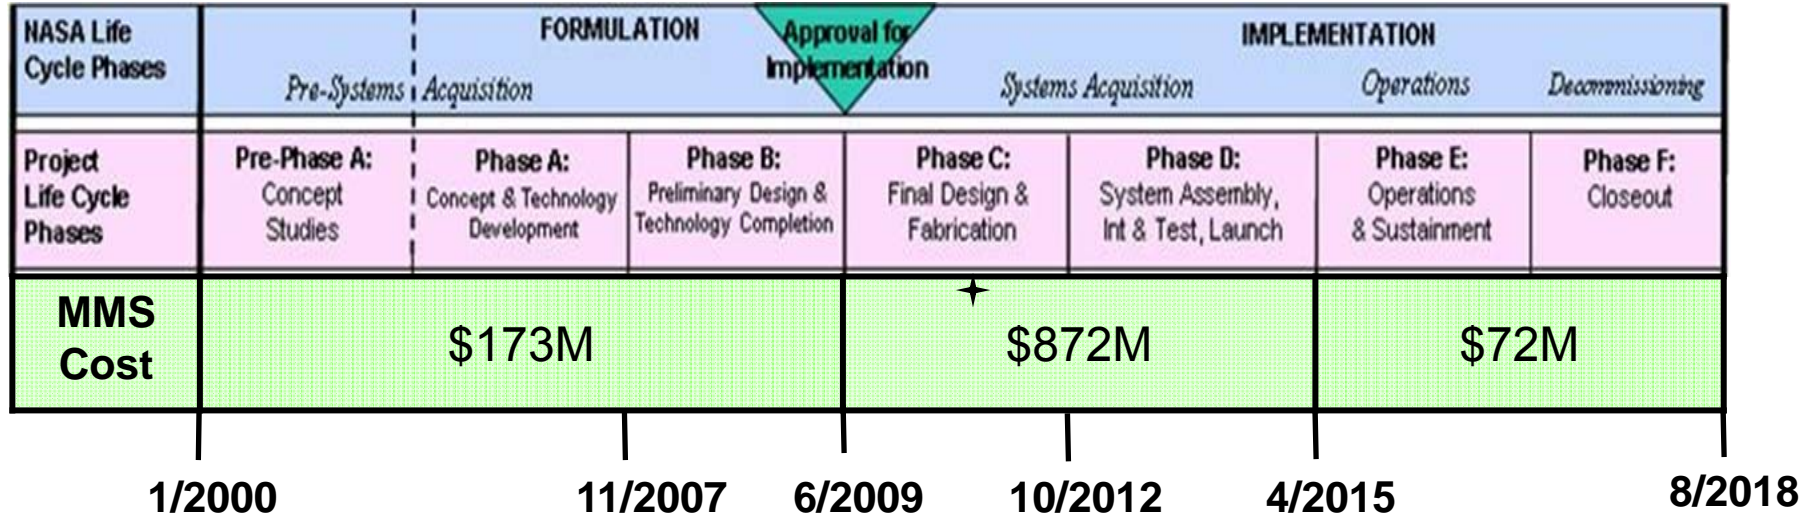 NASA Life
Cycle Phases
FORMULATION
Approval for
Implementation
IMPLEMENTATION
Pre-Systems Acquisition
Systems Acquisition
Operations
Decommissioning
Project
Life Cycle
Phases
Pre-Phase A:
Concept
Studies
Phase A:
Concept & Technology
Development
Phase B:
Preliminary Design &
Technology Completion
Phase C:
Final Design &
Fabrication
Phase D:
System Assembly,
Int & Test, Launch
Phase E:
Operations
& Sustainment
Phase F:
Closeout
MMS
Cost
$173M
$872M
$72M
1/2000
11/2007
6/2009
10/2012
4/2015
8/2018